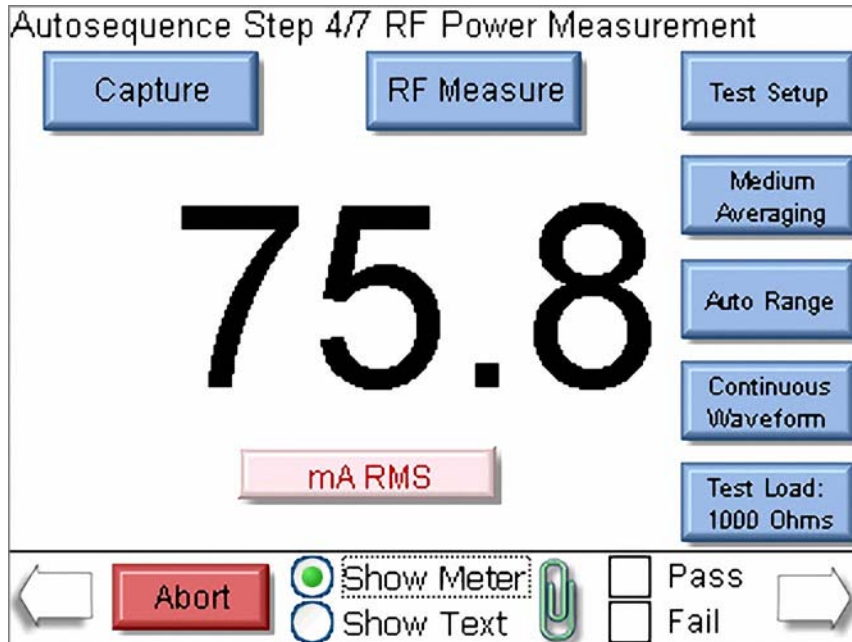 Autosequence Step 4/7 RF Power Measurement
Capture
RF Measure
Test Setup
Medium
Averaging
75.8
Auto Range
Continuous
Waveform
mA RMS
Test Load:
1000 Ohms
Abort
Show Meter
Show Text
Pass
Fail